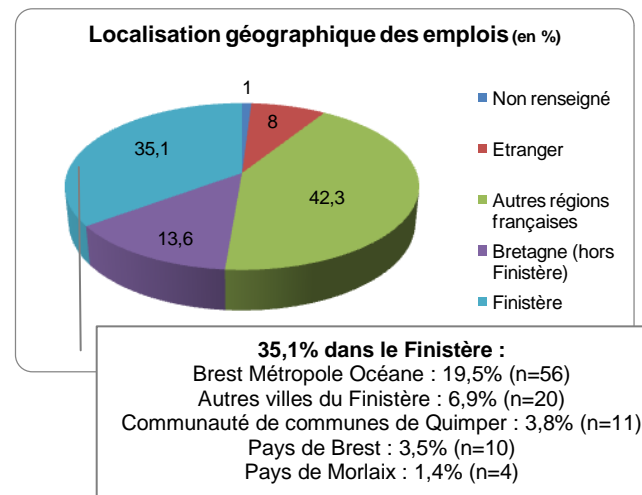 Localisation géographique des emplois (en %)
1
8
42,3
13,6
35,1
Non renseigné
Etranger
Autres régions
françaises
Bretagne (hors
Finistère)
Finistère
35,1% dans le Finistère :
Brest Métropole Océane : 19,5% (n=56)
Autres villes du Finistère : 6,9% (n=20)
Communauté de communes de Quimper : 3,8% (n=11)
Pays de Brest : 3,5% (n=10)
Pays de Morlaix : 1,4% (n=4)